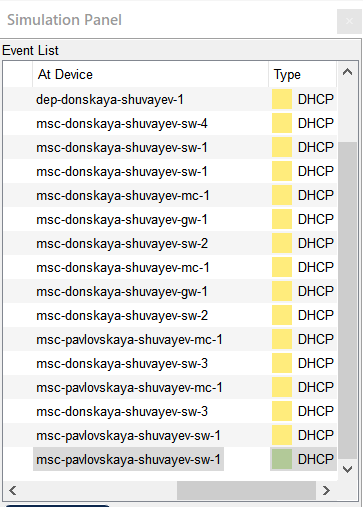 Simulation Panel
Event List
At Device Type
dep-donskaya-shuvayev-1 DHCP
msc-donskaya-shuvayev-sw-4 DHCP
msc-donskaya-shuvayev-sw-1 DHCP
msc-donskaya-shuvayev-sw-1 DHCP
msc-donskaya-shuvayev-mc-1 DHCP
msc-donskaya-shuvayev-gw-1 DHCP
msc-donskaya-shuvayev-sw-2 DHCP
msc-donskaya-shuvayev-mc-1 DHCP
msc-donskaya-shuvayev-gw-1 DHCP
msc-donskaya-shuvayev-sw-2 DHCP
msc-pavlovskaya-shuvayev-mc-1 DHCP
msc-donskaya-shuvayev-sw-3 DHCP
msc-pavlovskaya-shuvayev-mc-1 DHCP
msc-donskaya-shuvayev-sw-3 DHCP
msc-pavlovskaya-shuvayev-sw-1 DHCP
msc-pavlovskaya-shuvayev-sw-1 DHCP